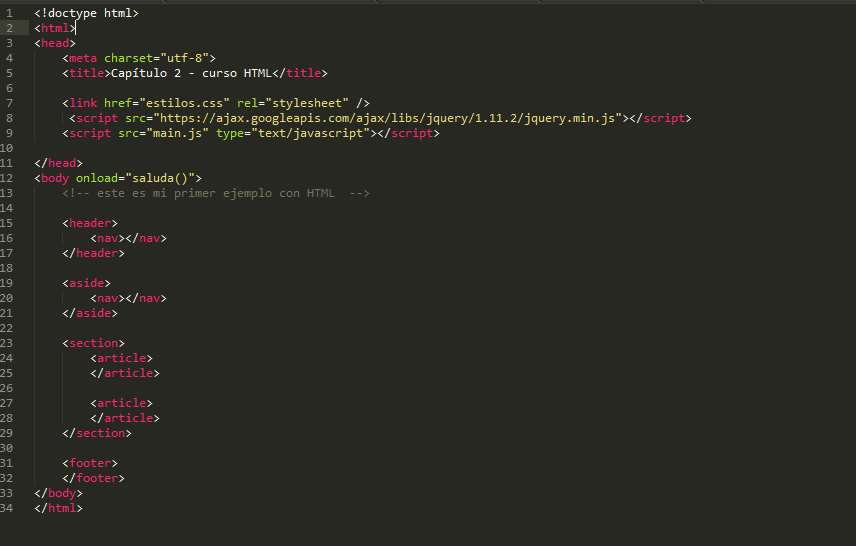 1 <!doctype html>
2 <html>
3 <head>
4 <meta charset="utf-8">
5 <title>Capítulo 2 - curso HTML</title>
6
7 <link href="estilos.css" rel="stylesheet" />
8 <script src="https://ajax.googleapis.com/ajax/libs/jquery/1.11.2/jquery.min.js"></script>
9 <script src="main.js" type="text/javascript"></script>
10
11 </head>
12 <body onload="saluda()">
13 <!-- este es mi primer ejemplo con HTML  -->
14
15 <header>
16 <nav></nav>
17 </header>
18
19 <aside>
20 <nav></nav>
21 </aside>
22
23 <section>
24 <article>
25 </article>
26
27 <article>
28 </article>
29 </section>
30
31 <footer>
32 </footer>
33 </body>
34 </html>